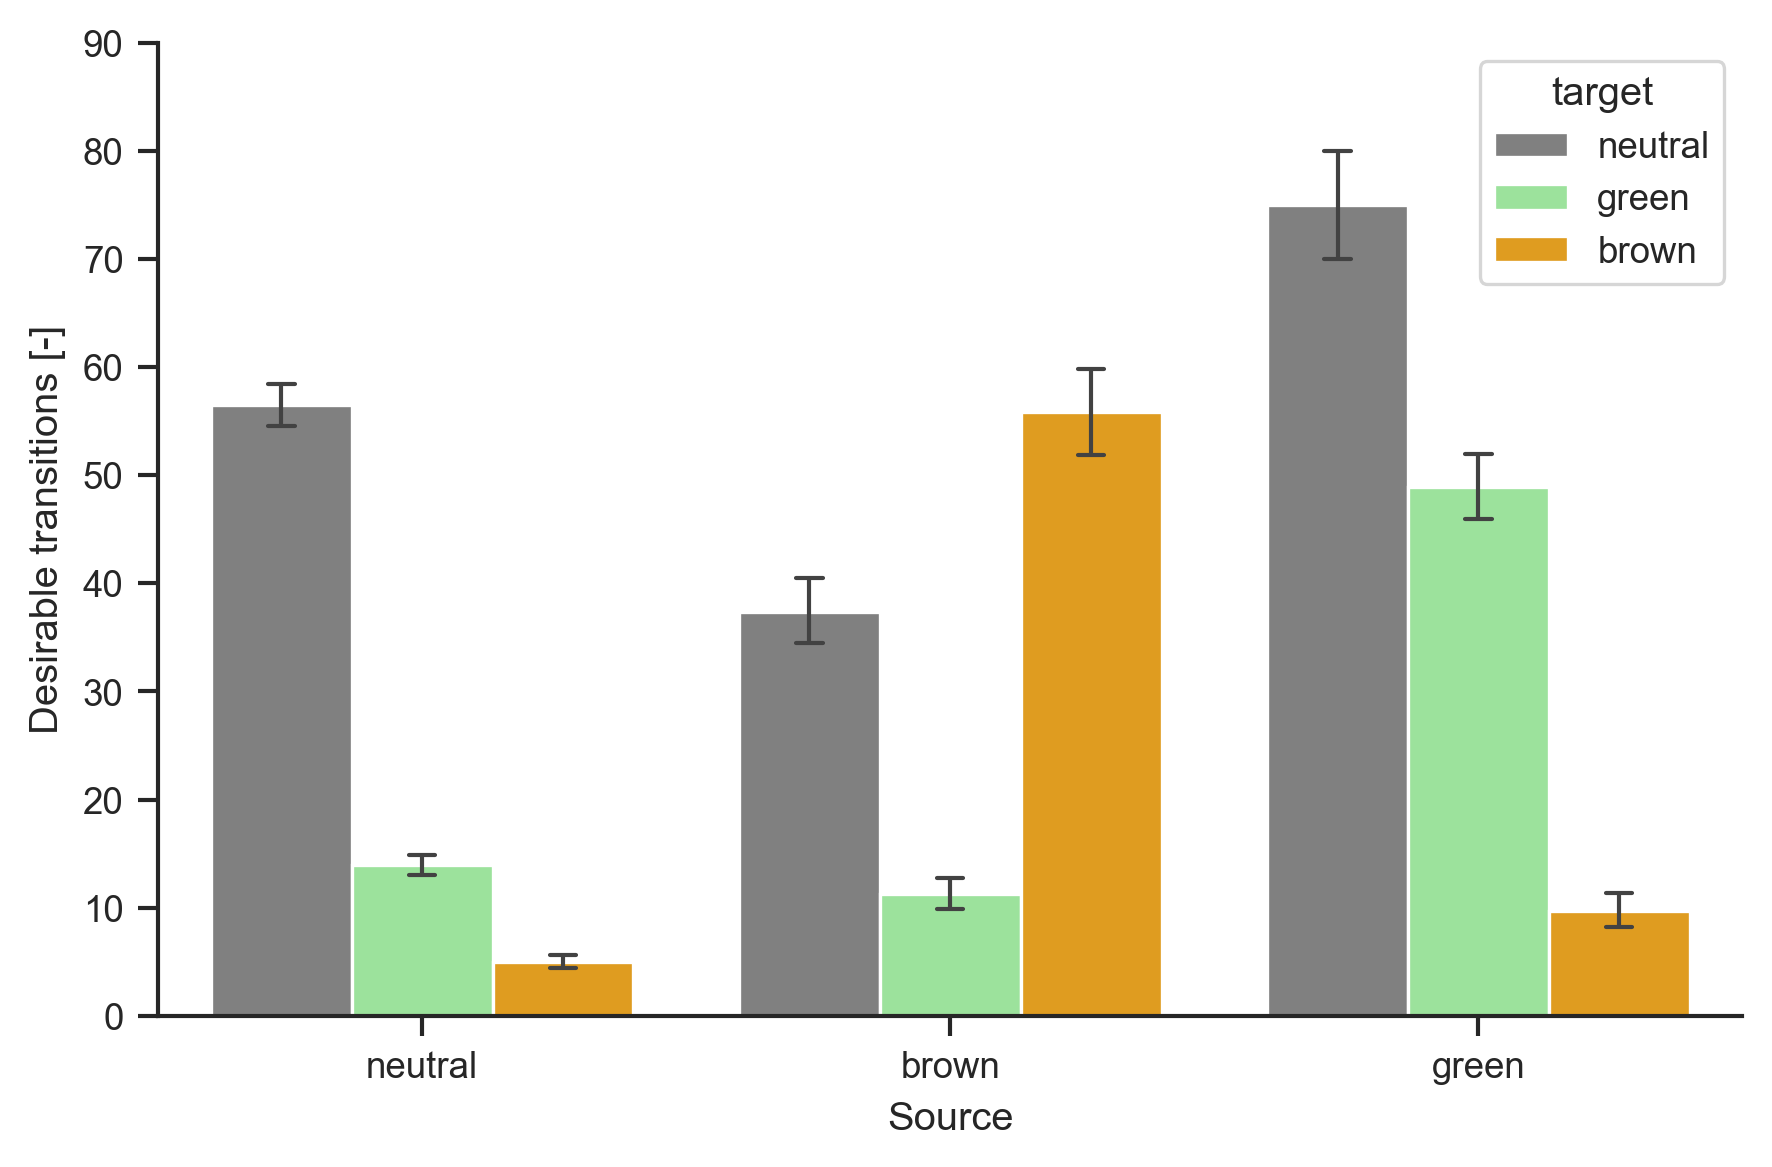 90
80
70
60
50
40
30
20
10
0
Desirable transitions [-]
target
neutral
green
brown
neutral
brown
green
Source